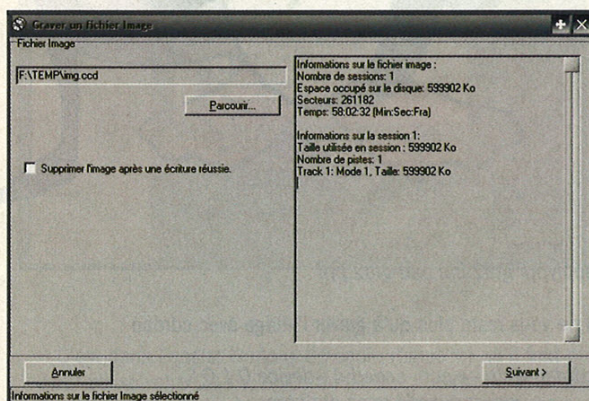 Graver un fichier Image
Fichier Image
F:\TEMP\img.ccd
Parcourir...
Supprimer l'image après une écriture réussie.
Informations sur le fichier image :
Nombre de sessions: 1
Espace occupé sur le disque: 599902 Ko
Secteurs: 261182
Temps: 58:02:32 (Min:Sec:Fra)
Informations sur la session 1:
Taille utilisée en session : 599902 Ko
Nombre de pistes: 1
Track 1: Mode 1, Taille: 599902 Ko
Annuler
Suivant >
Informations sur le fichier Image sélectionné